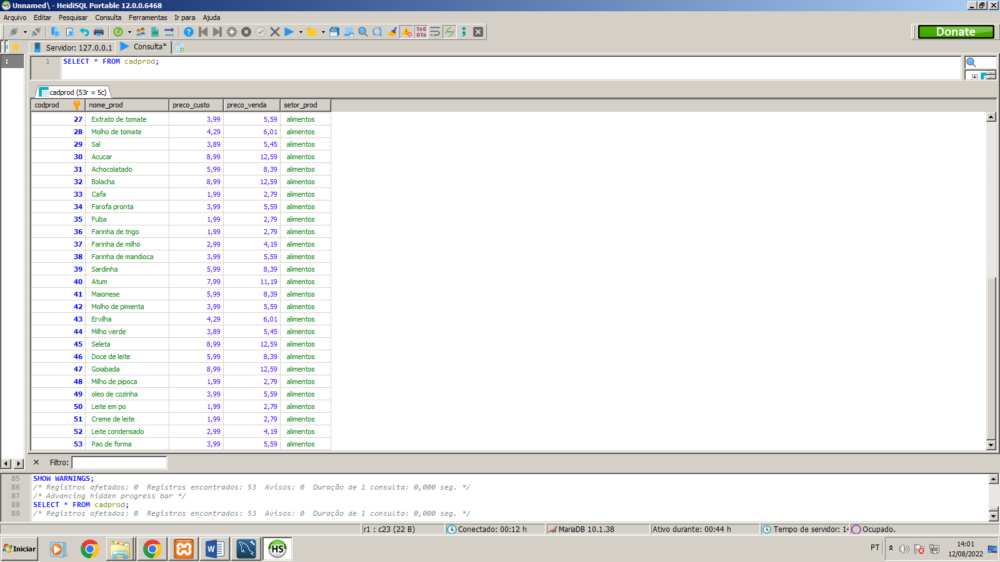 Unnamed\ - HeidiSQL Portable 12.0.0.6468
Arquivo Editar Pesquisar Consulta Ferramentas Ir para Ajuda
Donate
Servidor: 127.0.0.1 Consulta*
1 SELECT * FROM cadprod;
cadprod (53r × 5c)
codprod nome_prod preco_custo preco_venda setor_prod
27 Extrato de tomate 3,99 5,59 alimentos
28 Molho de tomate 4,29 6,01 alimentos
29 Sal 3,89 5,45 alimentos
30 Acucar 8,99 12,59 alimentos
31 Achocolatado 5,99 8,39 alimentos
32 Bolacha 8,99 12,59 alimentos
33 Cafa 1,99 2,79 alimentos
34 Farofa pronta 3,99 5,59 alimentos
35 Fuba 1,99 2,79 alimentos
36 Farinha de trigo 1,99 2,79 alimentos
37 Farinha de milho 2,99 4,19 alimentos
38 Farinha de mandioca 3,99 5,59 alimentos
39 Sardinha 5,99 8,39 alimentos
40 Atum 7,99 11,19 alimentos
41 Maionese 5,99 8,39 alimentos
42 Molho de pimenta 3,99 5,59 alimentos
43 Ervilha 4,29 6,01 alimentos
44 Milho verde 3,89 5,45 alimentos
45 Seleta 8,99 12,59 alimentos
46 Doce de leite 5,99 8,39 alimentos
47 Goiabada 8,99 12,59 alimentos
48 Milho de pipoca 1,99 2,79 alimentos
49 oleo de cozinha 3,99 5,59 alimentos
50 Leite em po 1,99 2,79 alimentos
51 Creme de leite 1,99 2,79 alimentos
52 Leite condensado 2,99 4,19 alimentos
53 Pao de forma 3,99 5,59 alimentos
Filtro:
85 SHOW WARNINGS;
86 /* Registros afetados: 0 Registros encontrados: 53 Avisos: 0 Duração de 1 consulta: 0,000 seg. */
87 /* Advancing hidden progress bar */
88 SELECT * FROM cadprod;
89 /* Registros afetados: 0 Registros encontrados: 53 Avisos: 0 Duração de 1 consulta: 0,000 seg. */
r1 : c23 (22 B) Conectado: 00:12 h MariaDB 10.1.38 Ativo durante: 00:44 h Tempo de servidor: 14 Ocupado.
Iniciar
PT
14:01
12/08/2022